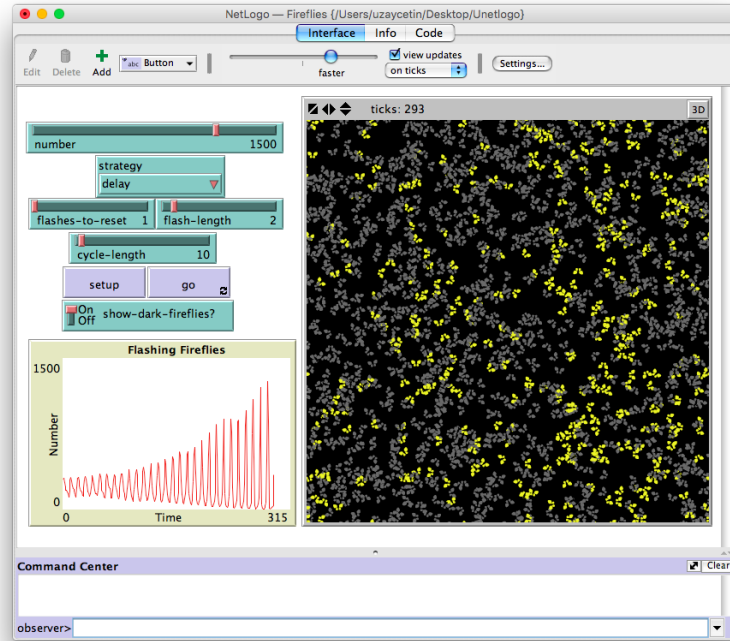 NetLogo — Fireflies {/Users/uzaycetin/Desktop/Unetlogo}
Interface Info Code
Edit Delete Add abc Button faster view updates on ticks Settings...
ticks: 293 3D
number 1500
strategy
delay
flashes-to-reset 1 flash-length 2
cycle-length 10
setup go
On
Off show-dark-fireflies?
Flashing Fireflies
1500
Number
0
0 Time 315
Command Center Clear
observer>